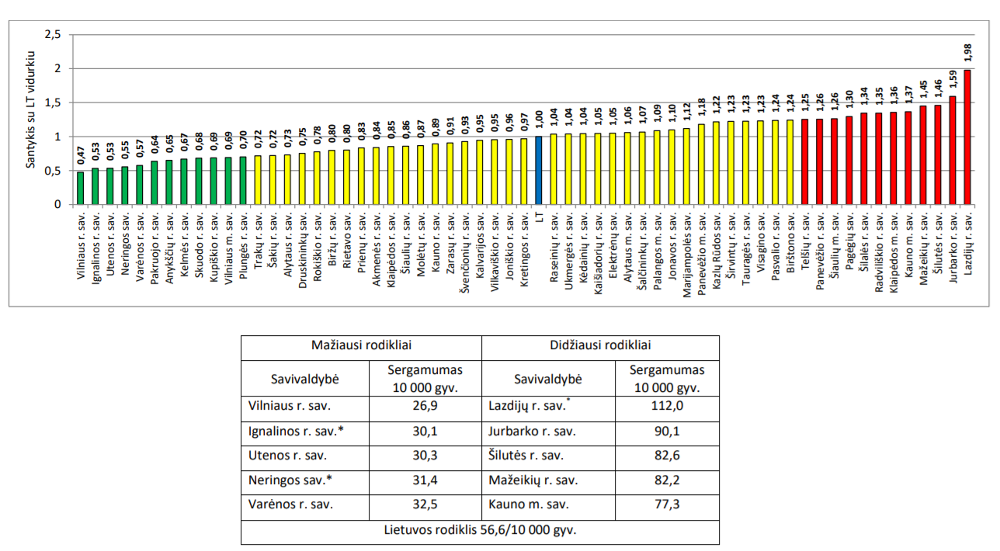 Santykis su LT vidurkiu
2,5
2
1,5
1
0,5
0
0,47
0,53
0,53
0,55
0,57
0,64
0,65
0,67
0,68
0,69
0,69
0,70
0,72
0,72
0,73
0,75
0,78
0,80
0,80
0,83
0,84
0,85
0,86
0,87
0,89
0,91
0,93
0,95
0,95
0,96
0,97
1,00
1,04
1,04
1,04
1,05
1,05
1,06
1,07
1,09
1,10
1,12
1,18
1,22
1,23
1,23
1,23
1,24
1,24
1,25
1,26
1,26
1,30
1,34
1,35
1,36
1,37
1,45
1,46
1,59
1,98
Vilniaus r. sav.
Ignalinos r. sav.
Utenos r. sav.
Neringos sav.
Varėnos r. sav.
Pakruojo r. sav.
Anykščių r. sav.
Kelmės r. sav.
Skuodo r. sav.
Kupiškio r. sav.
Vilniaus m. sav.
Plungės r. sav.
Trakų r. sav.
Šakių r. sav.
Alytaus r. sav.
Druskininkų sav.
Rokiškio r. sav.
Biržų r. sav.
Rietavo sav.
Prienų r. sav.
Akmenės r. sav.
Klaipėdos r. sav.
Šiaulių r. sav.
Molėtų r. sav.
Kauno r. sav.
Zarasų r. sav.
Švenčionių r. sav.
Kalvarijos sav.
Vilkaviškio r. sav.
Joniškio r. sav.
Kretingos r. sav.
LT
Raseinių r. sav.
Ukmergės r. sav.
Kėdainių r. sav.
Kaišiadorių r. sav.
Elektrėnų sav.
Alytaus m. sav.
Šalčininkų r. sav.
Palangos m. sav.
Jonavos r. sav.
Marijampolės sav.
Panevėžio m. sav.
Kazlų Rūdos sav.
Širvintų r. sav.
Tauragės r. sav.
Visagino sav.
Pasvalio r. sav.
Birštono sav.
Telšių r. sav.
Panevėžio r. sav.
Šiaulių m. sav.
Pagėgių sav.
Šilalės r. sav.
Radviliškio r. sav.
Klaipėdos m. sav.
Kauno m. sav.
Mažeikių r. sav.
Šilutės r. sav.
Jurbarko r. sav.
Lazdijų r. sav.
Mažiausi rodikliai Didžiausi rodikliai
Savivaldybė Sergamumas 10 000 gyv. Savivaldybė Sergamumas 10 000 gyv.
Vilniaus r. sav. 26,9 Lazdijų r. sav.* 112,0
Ignalinos r. sav.* 30,1 Jurbarko r. sav. 90,1
Utenos r. sav. 30,3 Šilutės r. sav. 82,6
Neringos sav.* 31,4 Mažeikių r. sav. 82,2
Varėnos r. sav. 32,5 Kauno m. sav. 77,3
Lietuvos rodiklis 56,6/10 000 gyv.